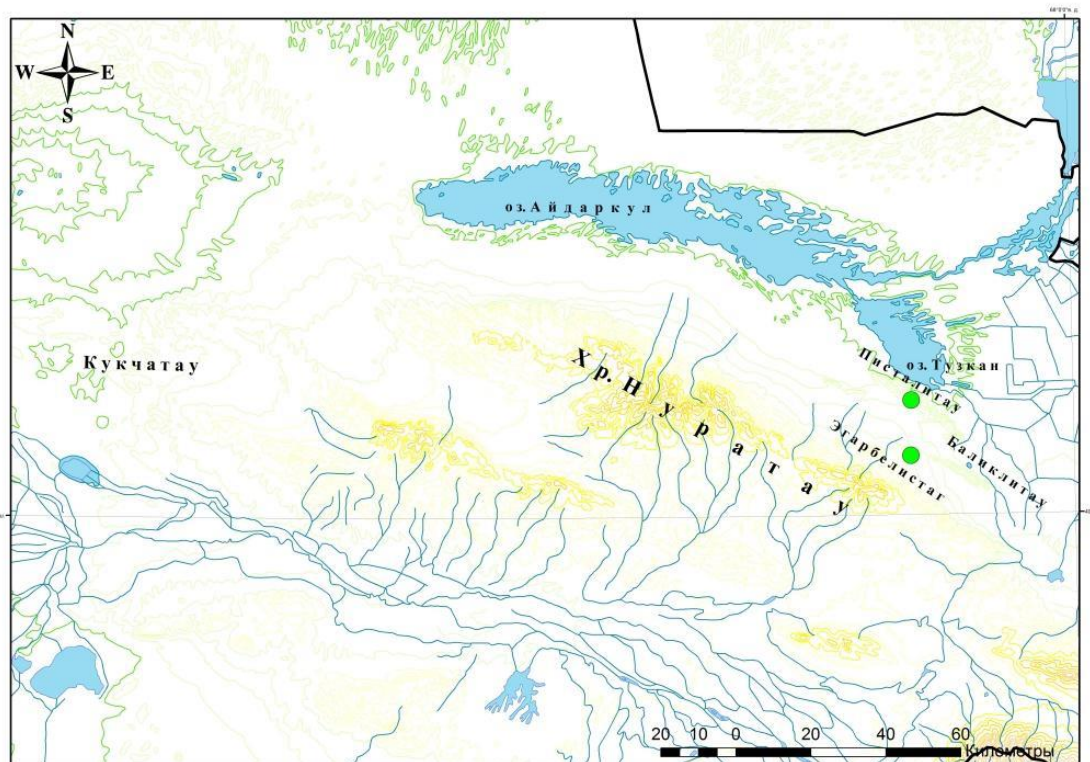 N
W E
S
оз. Айдаркул
Кукчатау
Хр. Нуратау
Писталитау
оз. Тузкан
Эгарбелистаг
Баликлитау
20 10 0 20 40 60
Километры